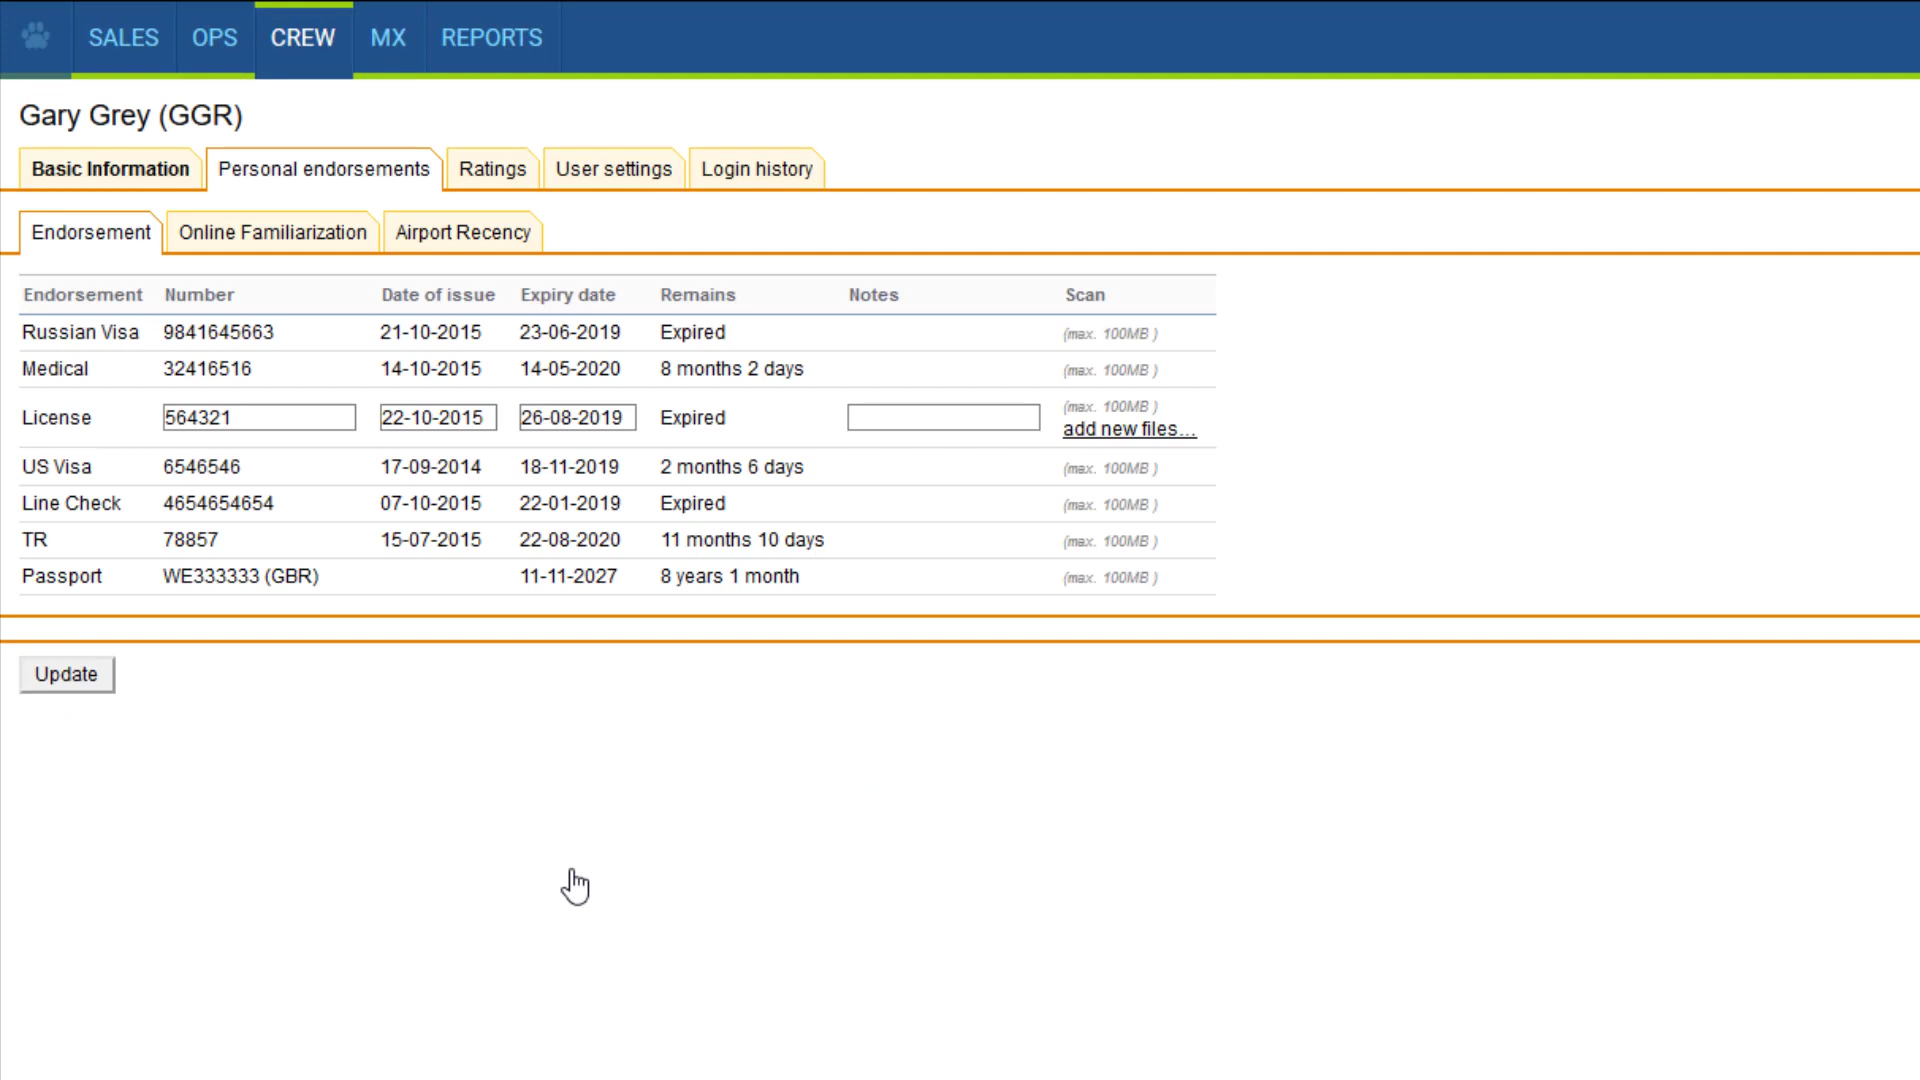 SALES OPS CREW MX REPORTS
Gary Grey (GGR)
Basic Information Personal endorsements Ratings User settings Login history
Endorsement Online Familiarization Airport Recency
Endorsement Number Date of issue Expiry date Remains Notes Scan
Russian Visa 9841645663 21-10-2015 23-06-2019 Expired (max. 100MB )
Medical 32416516 14-10-2015 14-05-2020 8 months 2 days (max. 100MB )
License 564321 22-10-2015 26-08-2019 Expired (max. 100MB )
add new files...
US Visa 6546546 17-09-2014 18-11-2019 2 months 6 days (max. 100MB )
Line Check 4654654654 07-10-2015 22-01-2019 Expired (max. 100MB )
TR 78857 15-07-2015 22-08-2020 11 months 10 days (max. 100MB )
Passport WE333333 (GBR) 11-11-2027 8 years 1 month (max. 100MB )
Update